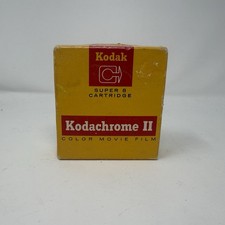 Kodak
SUPER 8
CARTRIDGE
Kodachrome II
COLOR MOVIE FILM